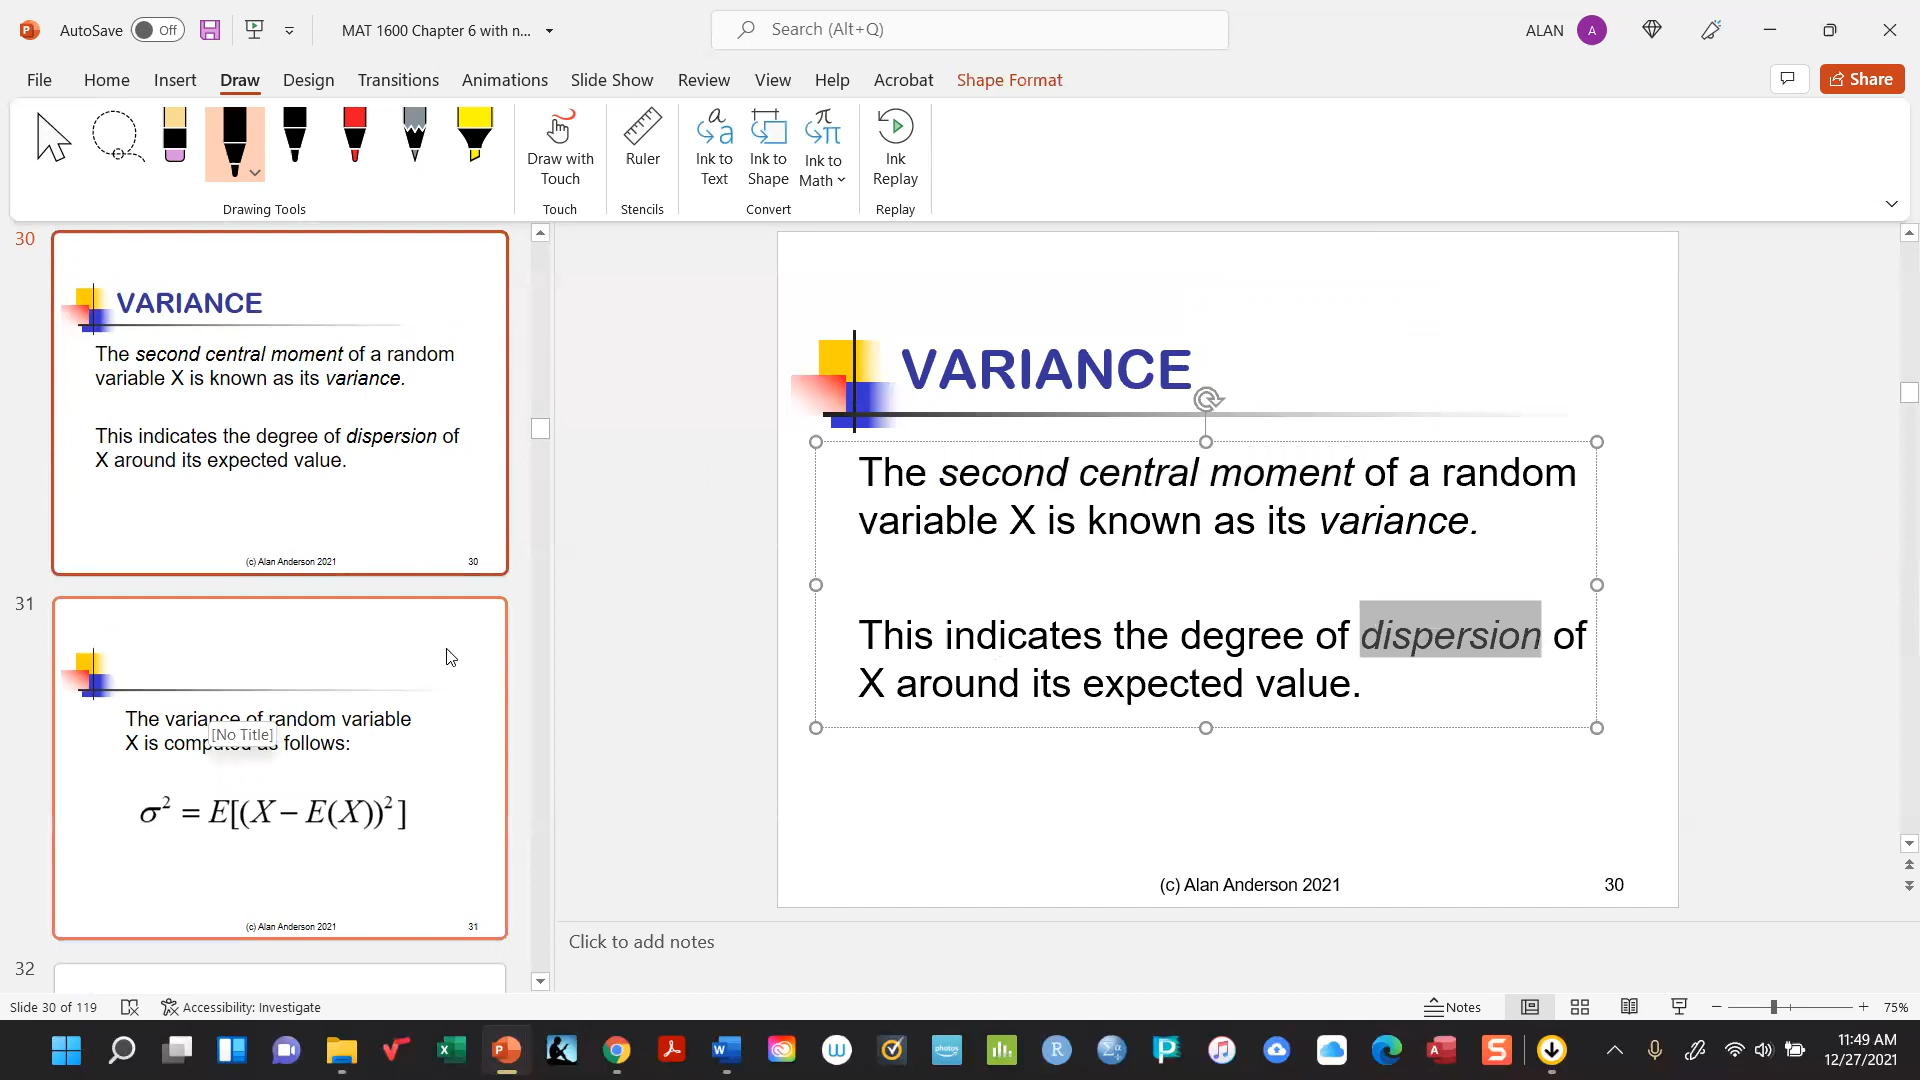 AutoSave
Off
MAT 1600 Chapter 6 with n...
Search (Alt+Q)
ALAN
A
File
Home
Insert
Draw
Design
Transitions
Animations
Slide Show
Review
View
Help
Acrobat
Shape Format
Share
Draw with
Touch
Ruler
Ink to
Text
Ink to
Shape
Ink to
Math
Ink
Replay
Drawing Tools
Touch
Stencils
Convert
Replay
30
VARIANCE
The second central moment of a random
variable X is known as its variance.
This indicates the degree of dispersion of
X around its expected value.
(c) Alan Anderson 2021
30
31
The variance of random variable
X is computed as follows:
[No Title]
σ² = E[(X − E(X))²]
(c) Alan Anderson 2021
31
32
VARIANCE
The second central moment of a random
variable X is known as its variance.
This indicates the degree of dispersion of
X around its expected value.
(c) Alan Anderson 2021
30
Click to add notes
Slide 30 of 119
Accessibility: Investigate
Notes
75%
11:49 AM
12/27/2021